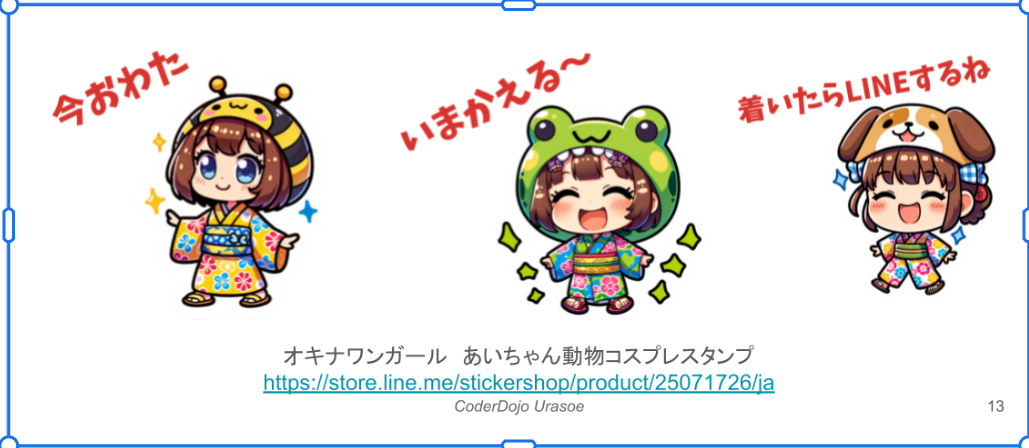 今おわた
いまかえる～
着いたらLINEするね
オキナワンガール　あいちゃん動物コスプレスタンプ
https://store.line.me/stickershop/product/25071726/ja
CoderDojo Urasoe
13